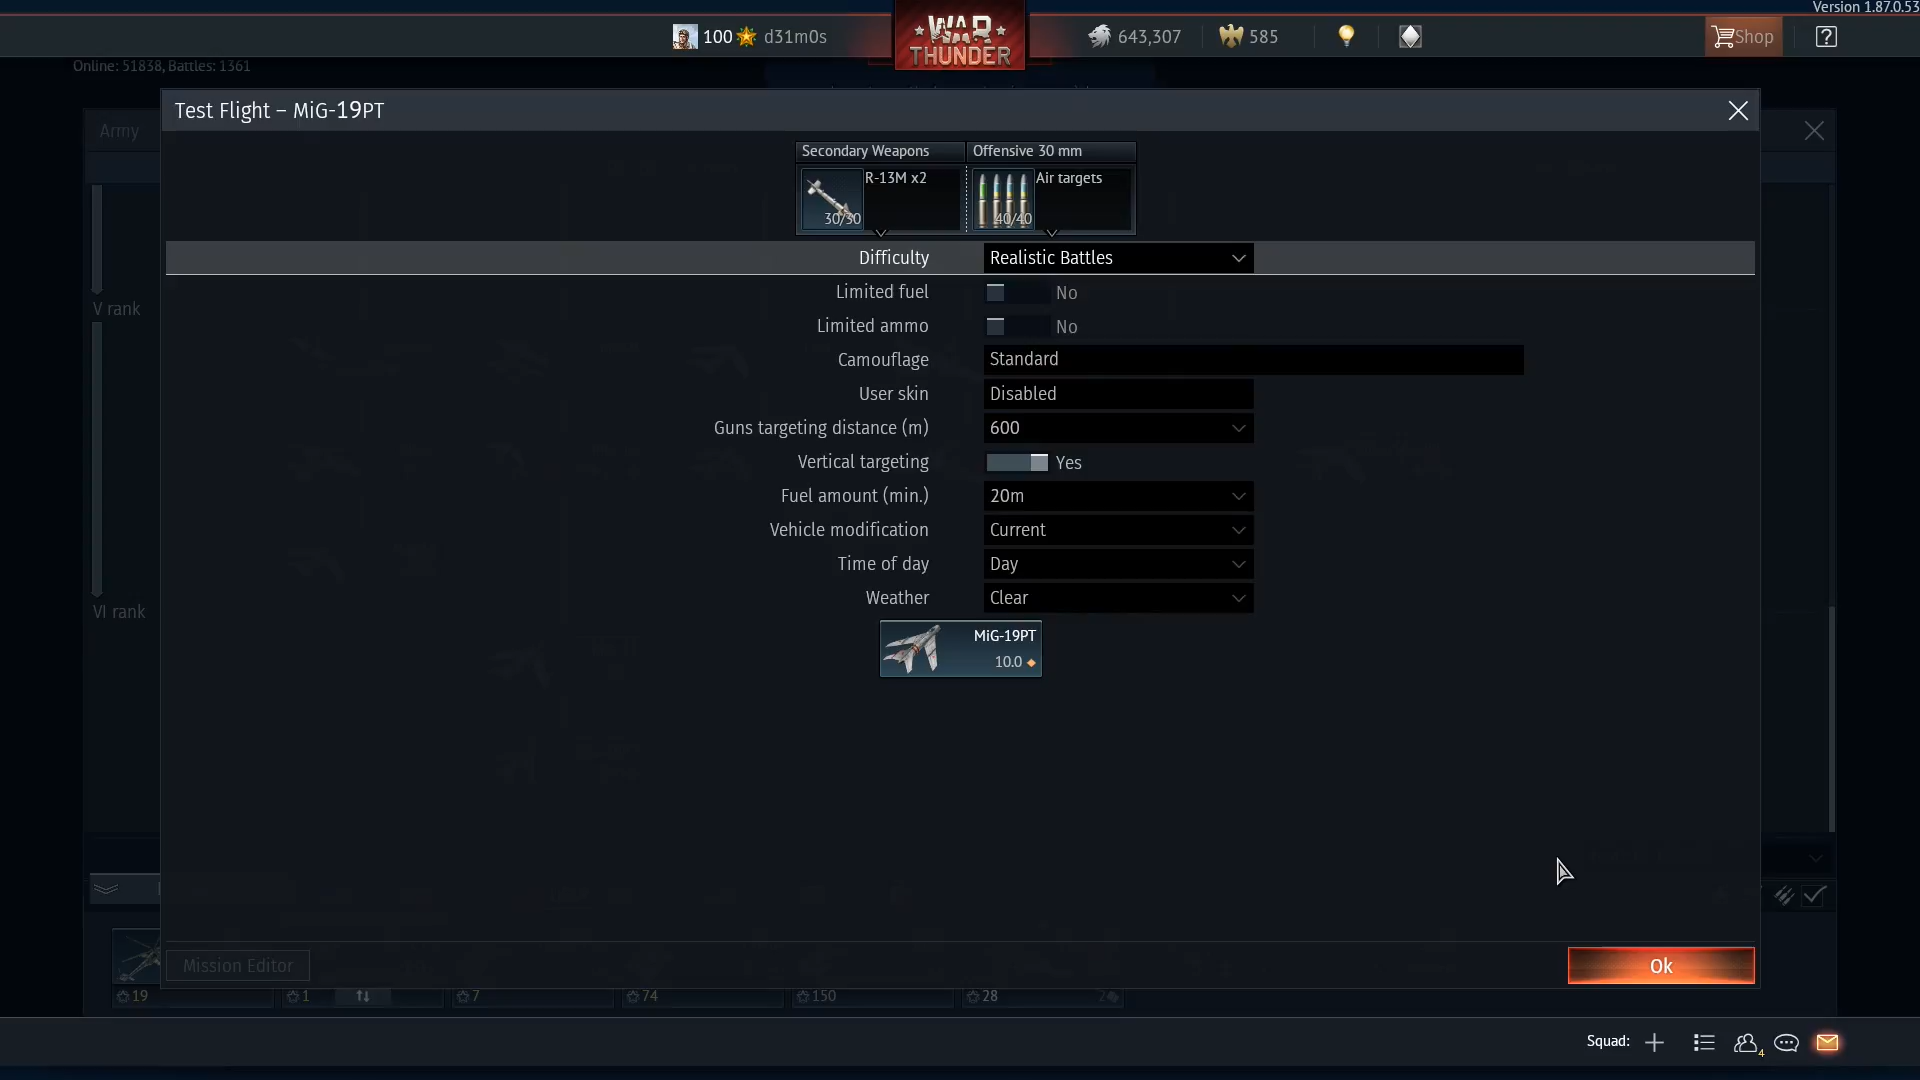 Version 1.87.0.53
100 d31m0s
WAR THUNDER
643,307
585
Shop
?
Online: 51838, Battles: 1361
Army
Test Flight – MiG-19PT
Secondary Weapons
Offensive 30 mm
R-13M x2
30/30
Air targets
40/40
Difficulty Realistic Battles
Limited fuel No
Limited ammo No
Camouflage Standard
User skin Disabled
Guns targeting distance (m) 600
Vertical targeting Yes
Fuel amount (min.) 20m
Vehicle modification Current
Time of day Day
Weather Clear
MiG-19PT
10.0
V rank
VI rank
Mission Editor
Ok
19
1
7
74
150
28
2
Squad:
4